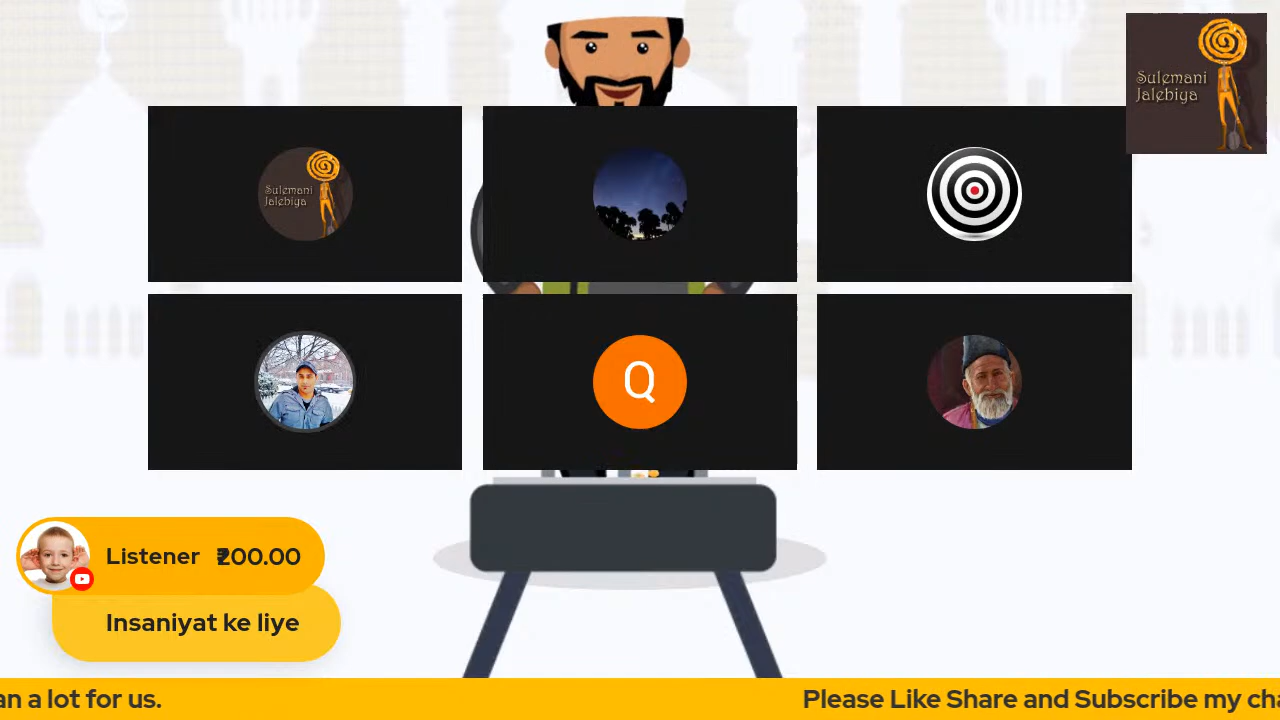 Sulemani
Jalebiya
Sulemani
Jalebiya
Q
Listener ₹200.00
Insaniyat ke liye
an a lot for us. Please Like Share and Subscribe my cha